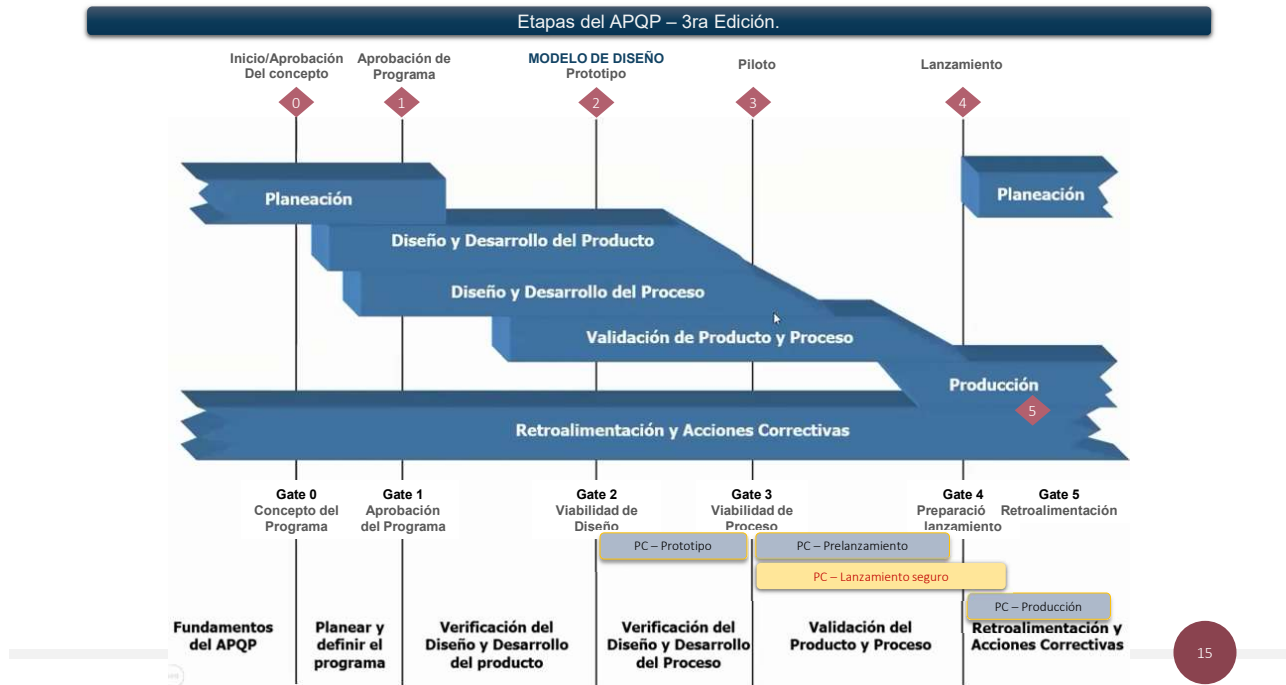 Etapas del APQP – 3ra Edición.
Inicio/Aprobación
Del concepto
Aprobación de
Programa
MODELO DE DISEÑO
Prototipo
Piloto
Lanzamiento
0
1
2
3
4
Planeación
Planeación
Diseño y Desarrollo del Producto
Diseño y Desarrollo del Proceso
Validación de Producto y Proceso
Producción
5
Retroalimentación y Acciones Correctivas
Gate 0
Concepto del
Programa
Gate 1
Aprobación
del Programa
Gate 2
Viabilidad de
Diseño
Gate 3
Viabilidad de
Proceso
Gate 4
Preparació
lanzamiento
Gate 5
Retroalimentación
PC – Prototipo
PC – Prelanzamiento
PC – Lanzamiento seguro
PC – Producción
Fundamentos
del APQP
Planear y
definir el
programa
Verificación del
Diseño y Desarrollo
del producto
Verificación del
Diseño y Desarrollo
del Proceso
Validación del
Producto y Proceso
Retroalimentación y
Acciones Correctivas
15